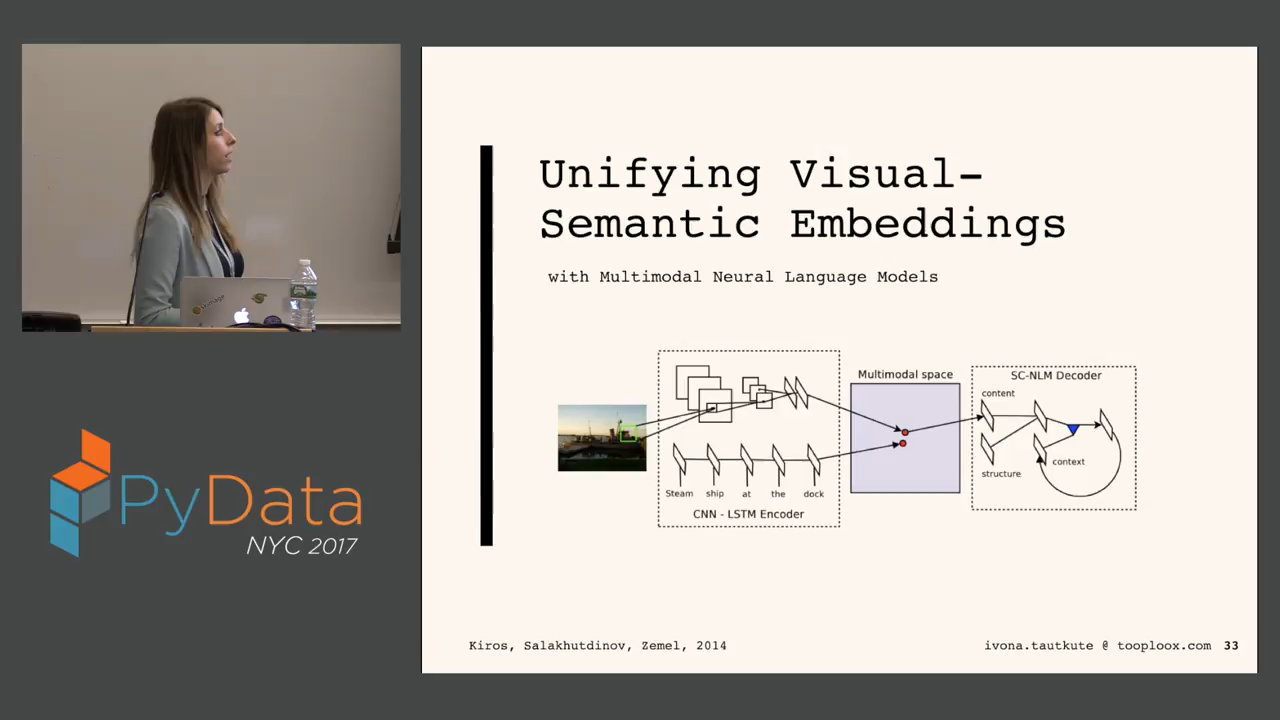 Unifying Visual-
Semantic Embeddings
with Multimodal Neural Language Models
Multimodal space
SC-NLM Decoder
content
structure
context
Steam ship at the dock
CNN - LSTM Encoder
PyData
NYC 2017
Kiros, Salakhutdinov, Zemel, 2014
ivona.tautkute @ tooploox.com 33